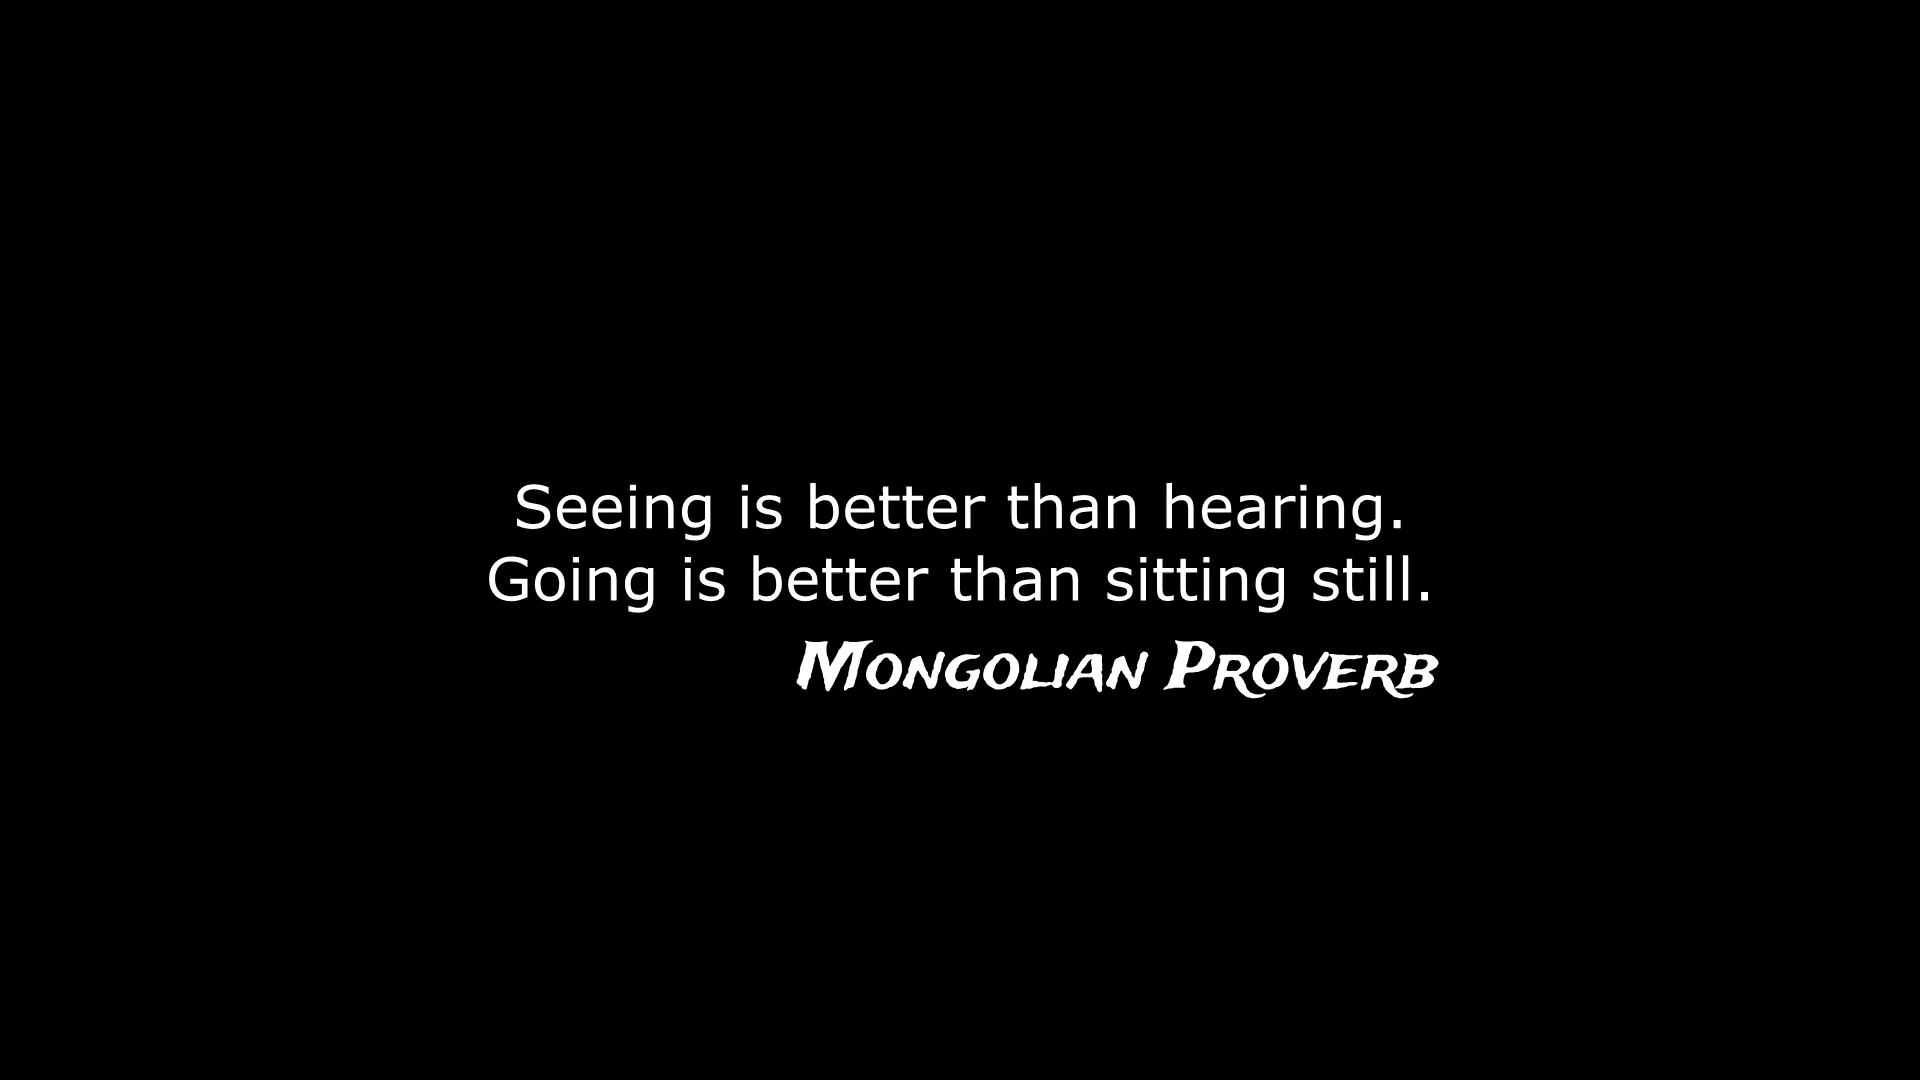 Seeing is better than hearing.
Going is better than sitting still.
Mongolian Proverb